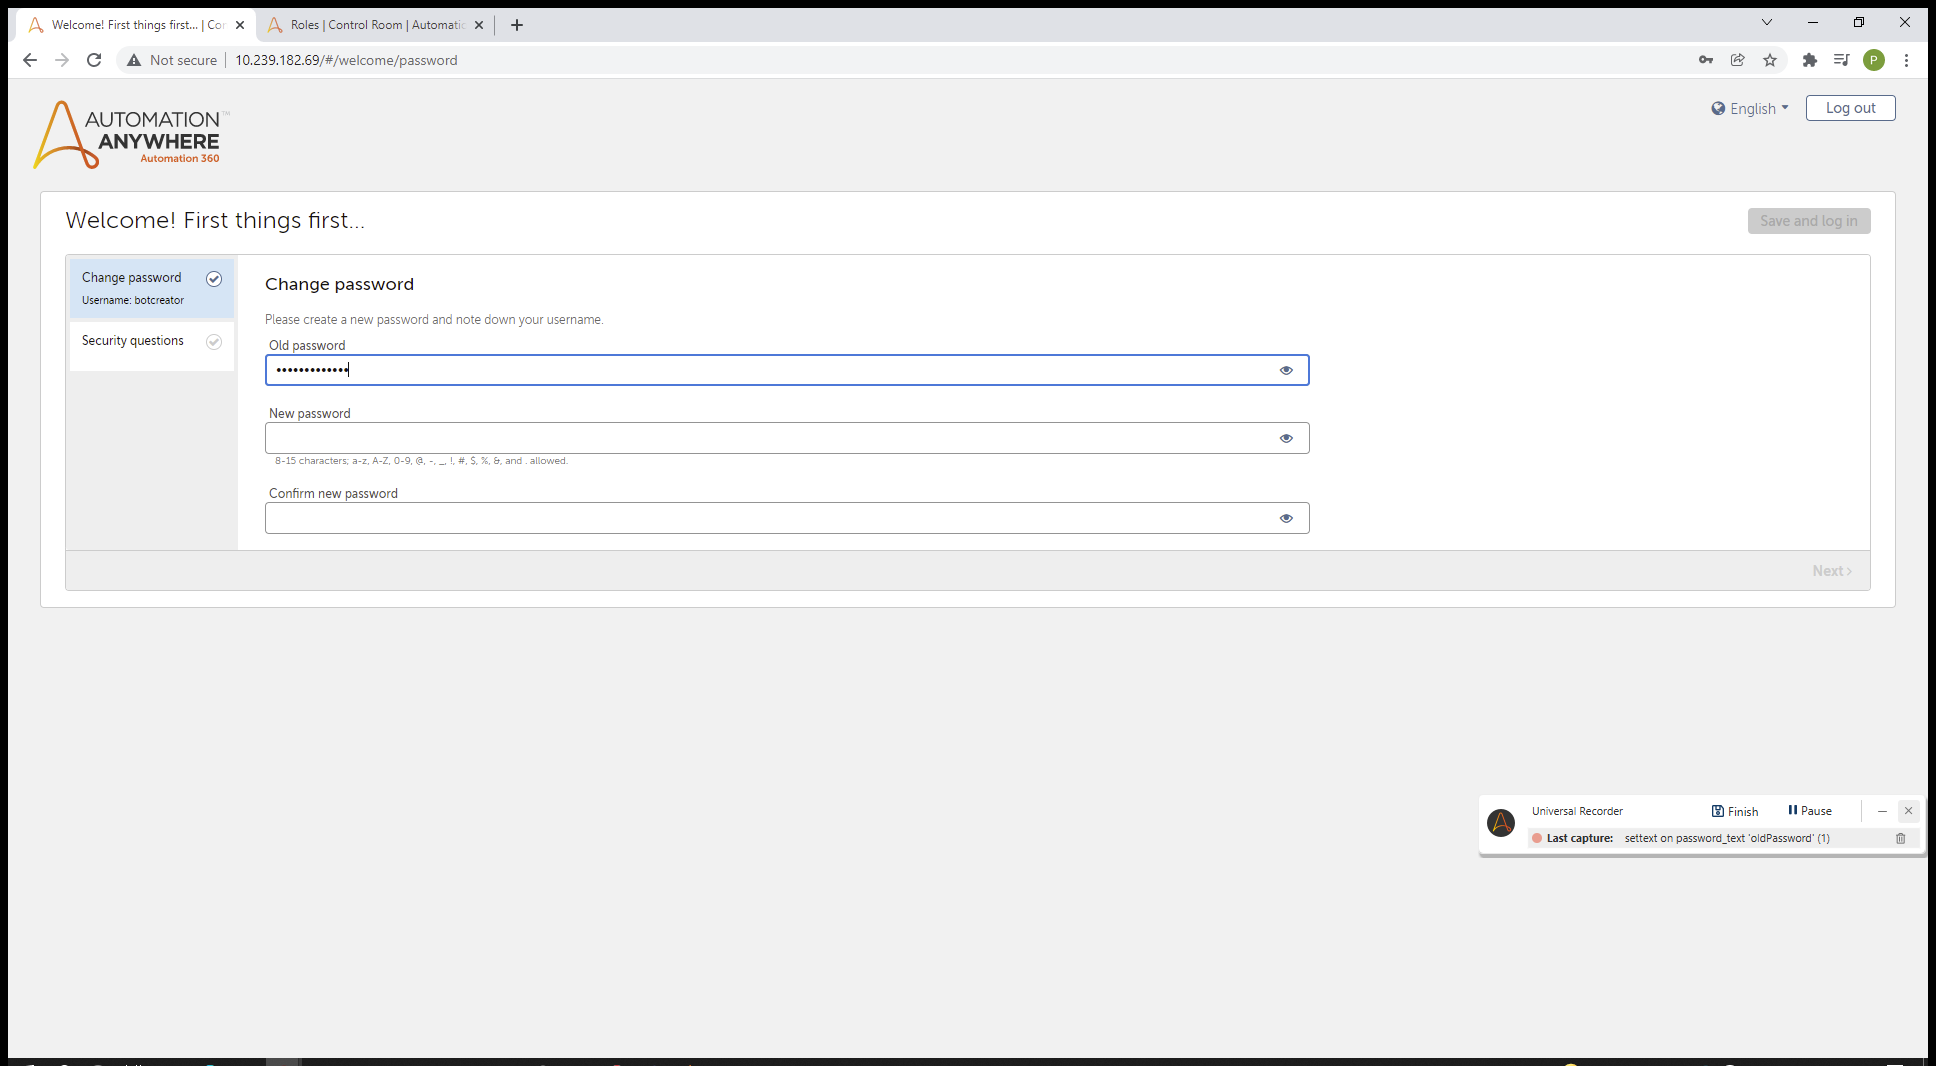 Welcome! First things first... | Co
Roles | Control Room | Automatic
Not secure
10.239.182.69/#/welcome/password
P
AUTOMATION™
ANYWHERE
Automation 360
English
Log out
Welcome! First things first...
Save and log in
Change password
Username: botcreator
Security questions
Change password
Please create a new password and note down your username.
Old password
•••••••••••••
New password
8-15 characters; a-z, A-Z, 0-9, @, -, _, !, #, $, %, &, and . allowed.
Confirm new password
Next ›
Universal Recorder
Finish
Pause
Last capture: settext on password_text 'oldPassword' (1)